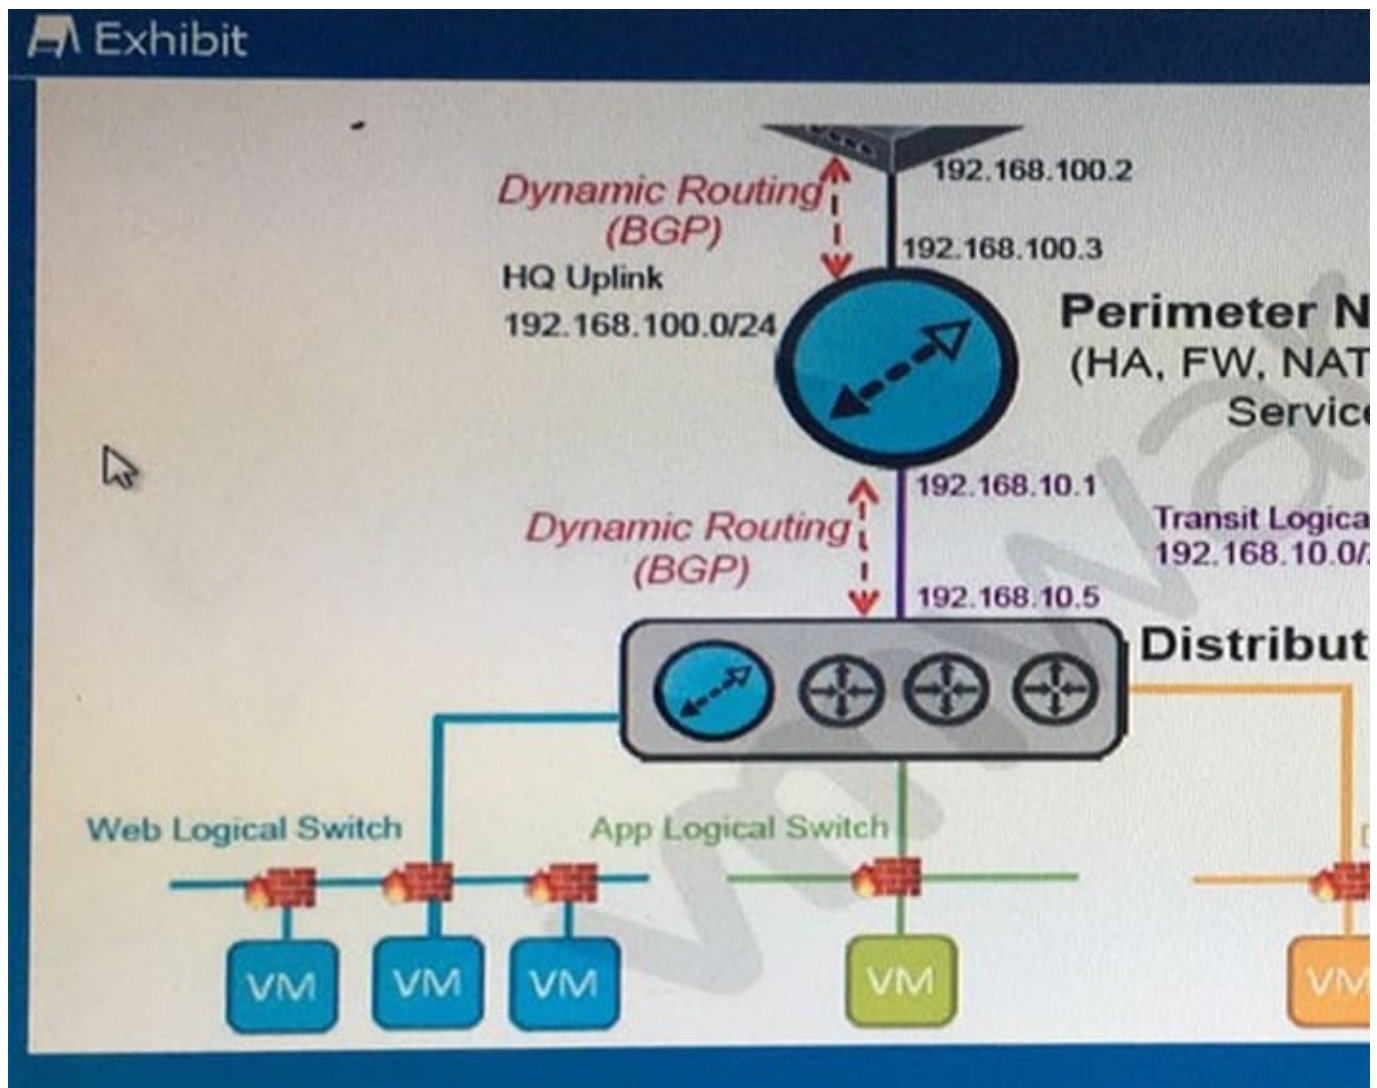 Exhibit
192.168.100.2
Dynamic Routing
(BGP)
192.168.100.3
HQ Uplink
192.168.100.0/24
Perimeter N
(HA, FW, NAT
Service
192.168.10.1
Dynamic Routing
(BGP)
Transit Logica
192.168.10.0/
192.168.10.5
Distribut
Web Logical Switch
App Logical Switch
VM
VM
VM
VM
VM
vmwa